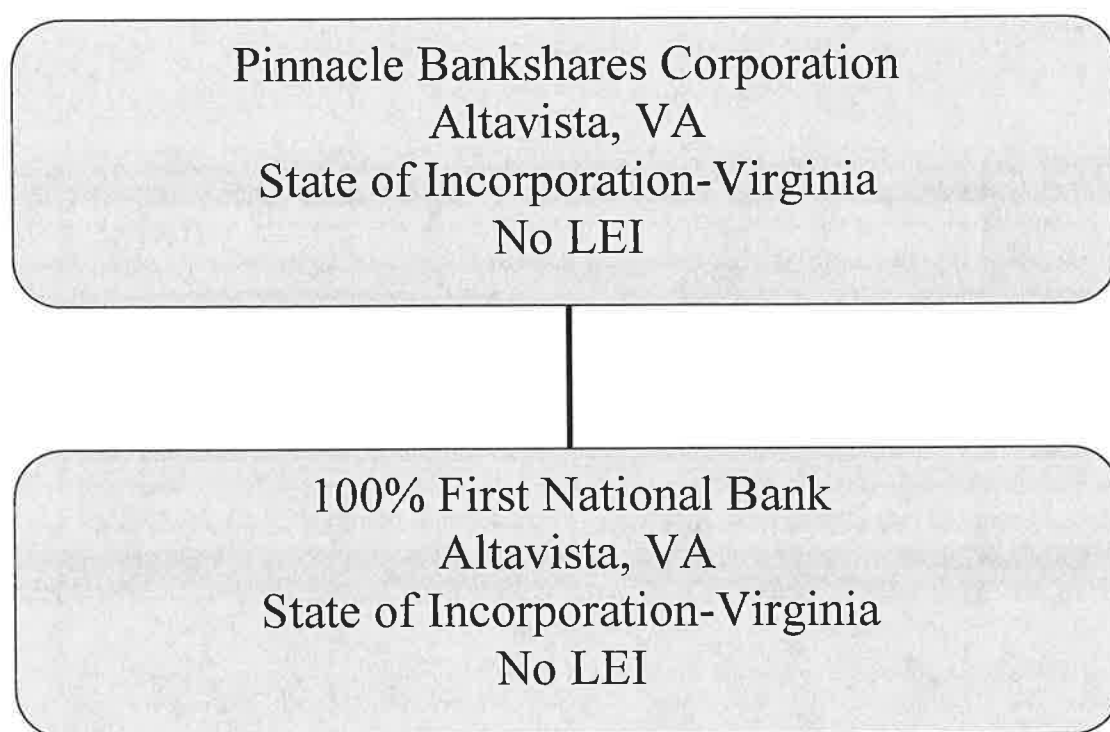 Pinnacle Bankshares Corporation
Altavista, VA
State of Incorporation-Virginia
No LEI
100% First National Bank
Altavista, VA
State of Incorporation-Virginia
No LEI